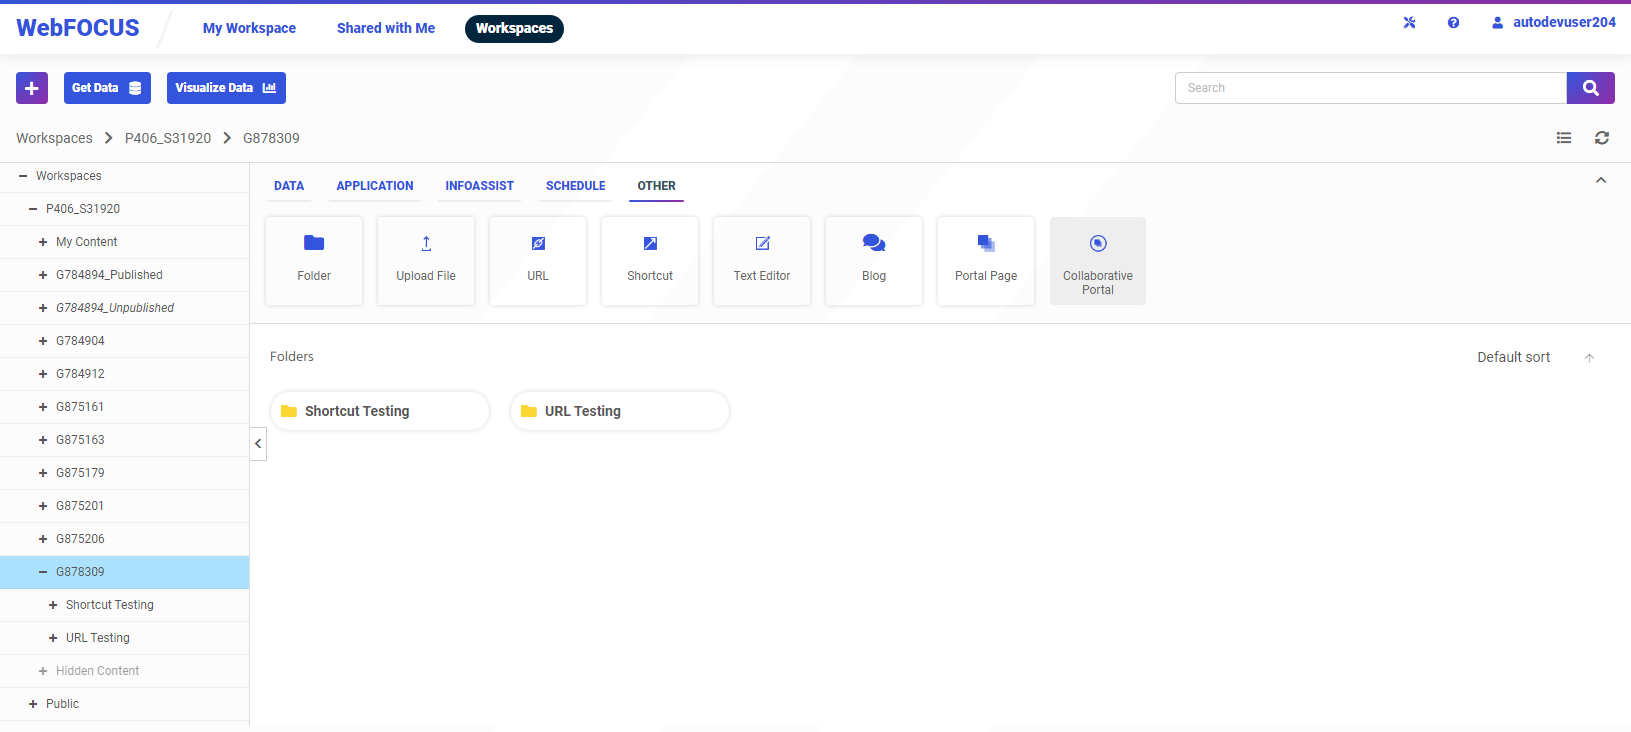 WebFOCUS
My Workspace
Shared with Me
Workspaces
autodevuser204
Get Data
Visualize Data
Search
Workspaces
P406_S31920
G878309
Workspaces
P406_S31920
My Content
G784894_Published
G784894_Unpublished
G784904
G784912
G875161
G875163
G875179
G875201
G875206
G878309
Shortcut Testing
URL Testing
Hidden Content
Public
DATA
APPLICATION
INFOASSIST
SCHEDULE
OTHER
Folder
Upload File
URL
Shortcut
Text Editor
Blog
Portal Page
Collaborative
Portal
Folders
Default sort
Shortcut Testing
URL Testing